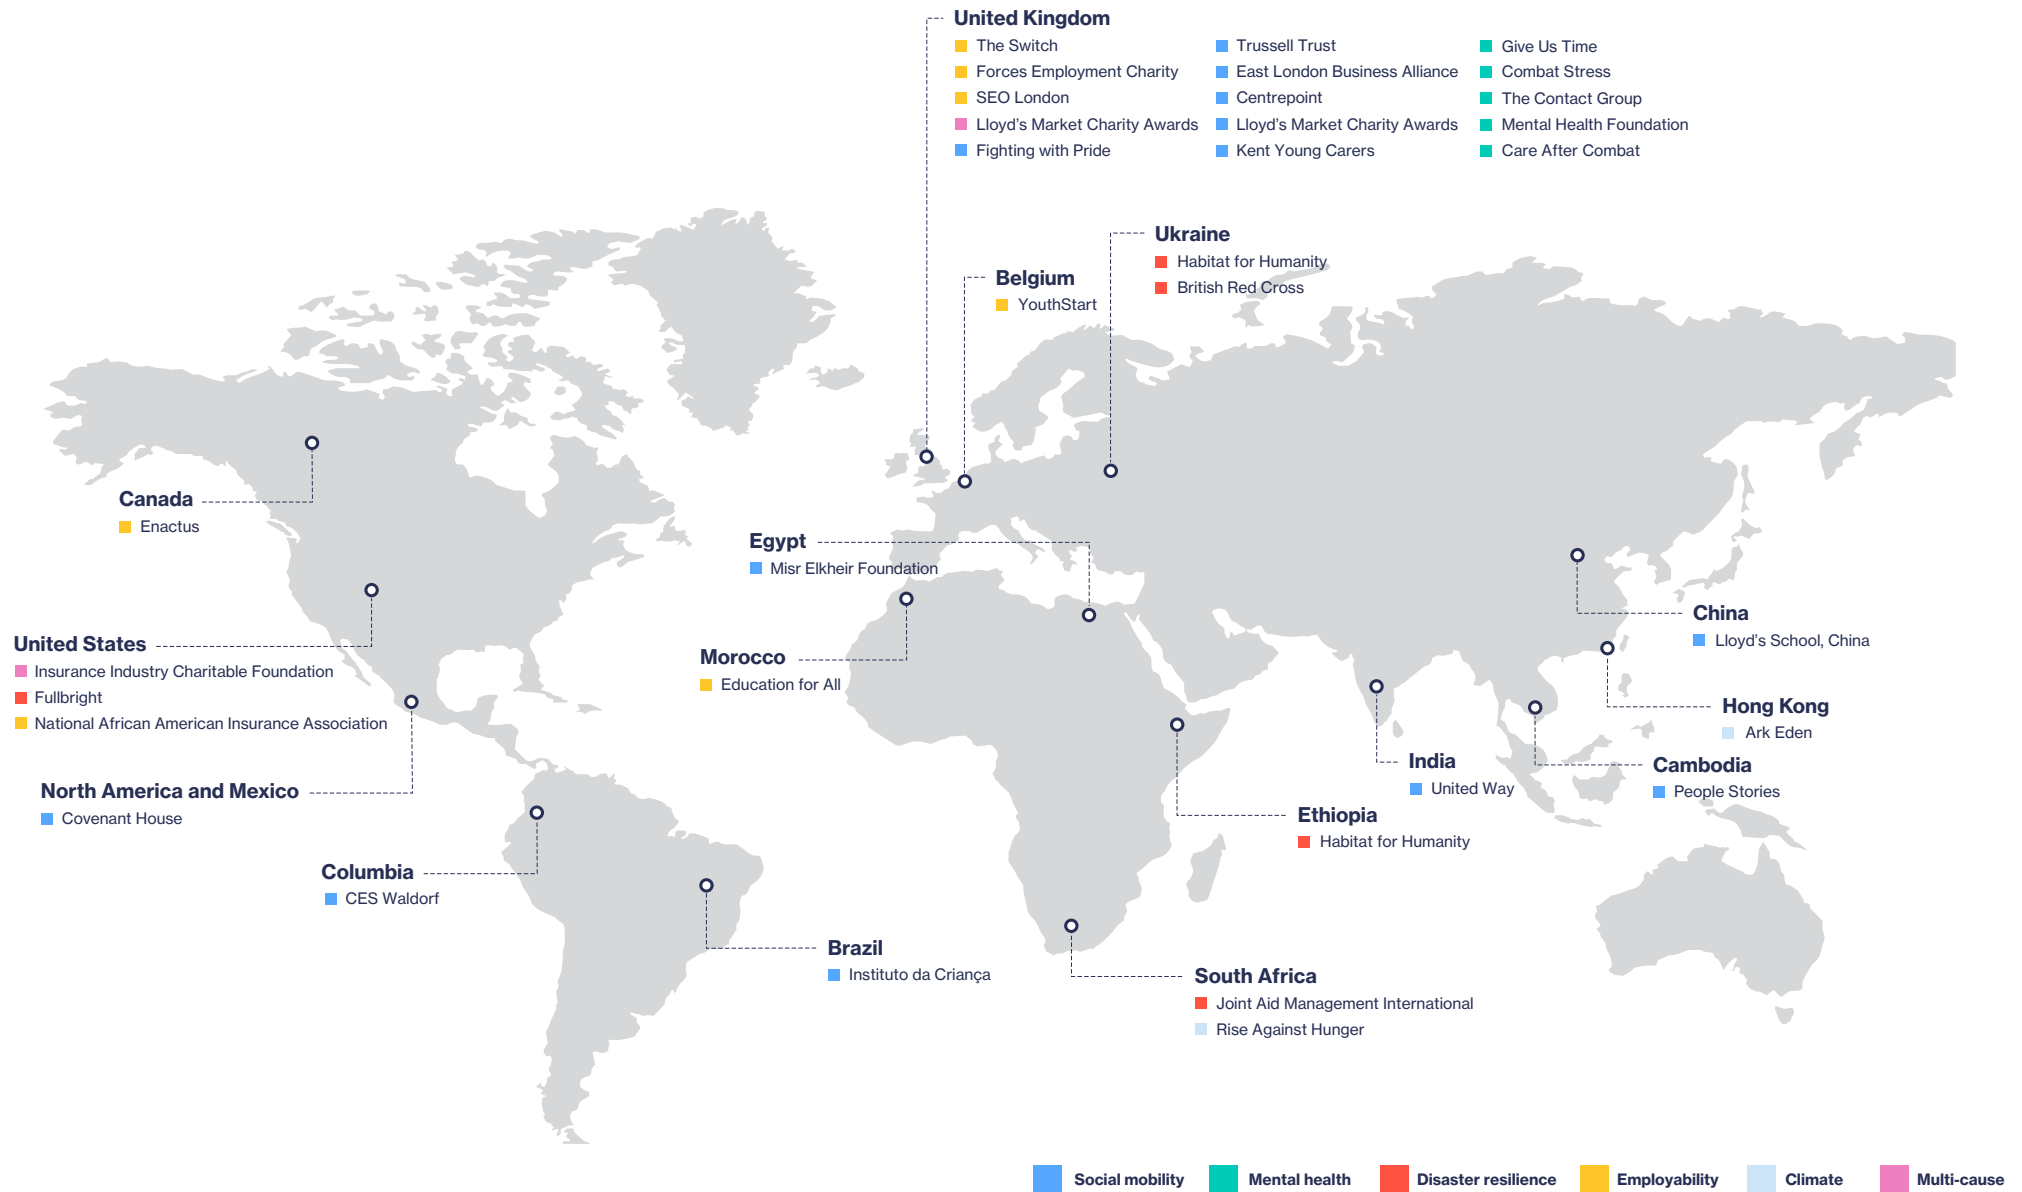 United Kingdom
The Switch
Forces Employment Charity
SEO London
Lloyd's Market Charity Awards
Fighting with Pride
Trussell Trust
East London Business Alliance
Centrepoint
Lloyd's Market Charity Awards
Kent Young Carers
Give Us Time
Combat Stress
The Contact Group
Mental Health Foundation
Care After Combat
Ukraine
Habitat for Humanity
British Red Cross
Belgium
YouthStart
Canada
Enactus
Egypt
Misr Elkheir Foundation
China
Lloyd's School, China
United States
Insurance Industry Charitable Foundation
Fullbright
National African American Insurance Association
Morocco
Education for All
Hong Kong
Ark Eden
India
United Way
Cambodia
People Stories
North America and Mexico
Covenant House
Ethiopia
Habitat for Humanity
Columbia
CES Waldorf
Brazil
Instituto da Criança
South Africa
Joint Aid Management International
Rise Against Hunger
Social mobility
Mental health
Disaster resilience
Employability
Climate
Multi-cause